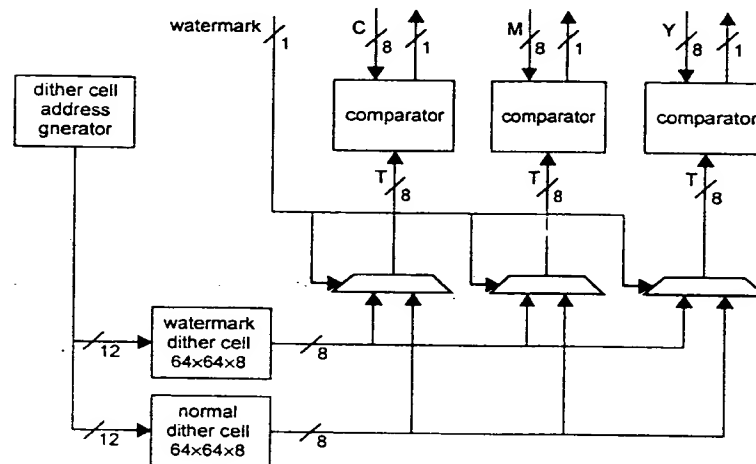 watermark
1
C
8
1
M
8
1
Y
8
1
dither cell
address
gnerator
comparator
comparator
comparator
T
8
T
8
T
8
12
watermark
dither cell
64×64×8
8
12
normal
dither cell
64×64×8
8